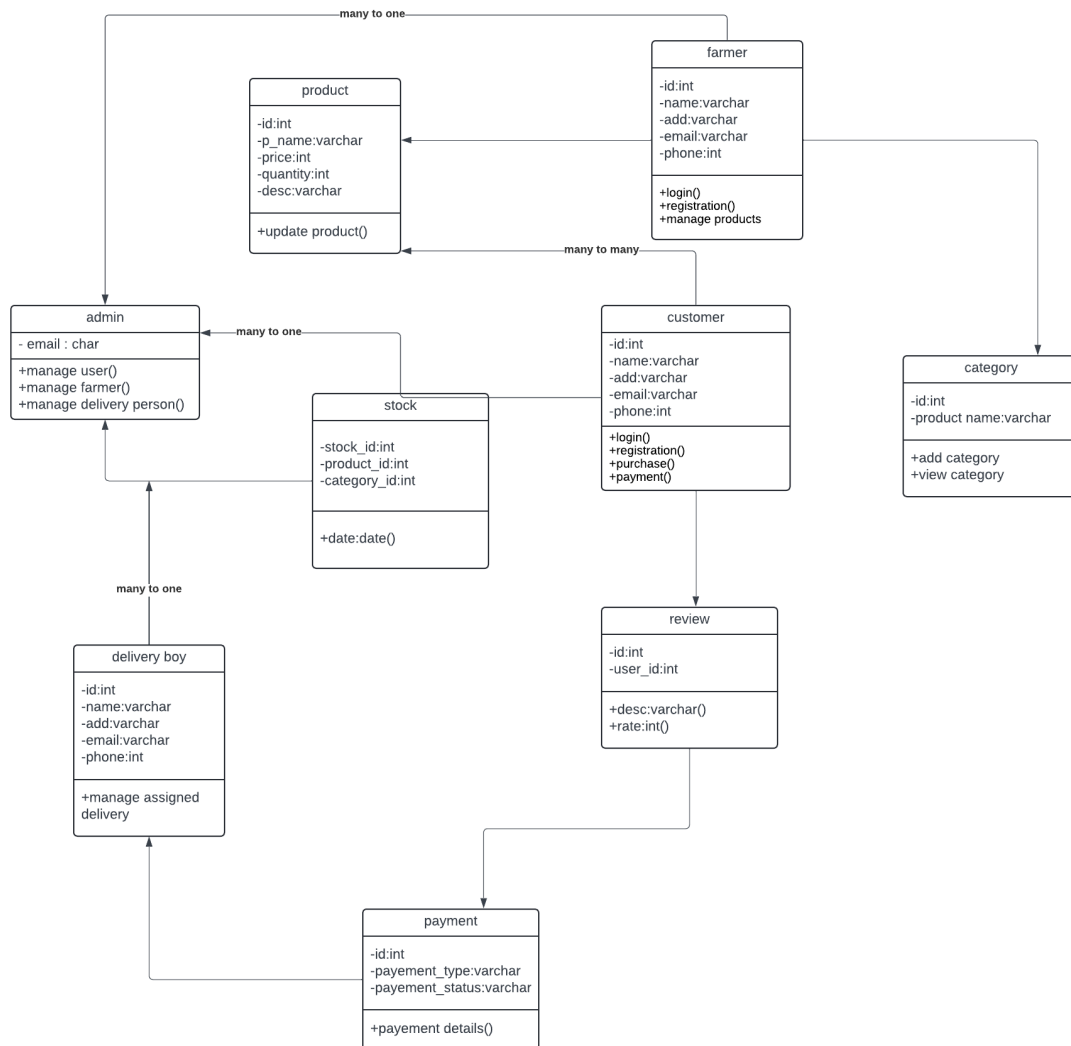 many to one
farmer
-id:int
-name:varchar
-add:varchar
-email:varchar
-phone:int
+login()
+registration()
+manage products
product
-id:int
-p_name:varchar
-price:int
-quantity:int
-desc:varchar
+update product()
many to many
admin
- email : char
+manage user()
+manage farmer()
+manage delivery person()
many to one
customer
-id:int
-name:varchar
-add:varchar
-email:varchar
-phone:int
+login()
+registration()
+purchase()
+payment()
category
-id:int
-product name:varchar
+add category
+view category
stock
-stock_id:int
-product_id:int
-category_id:int
+date:date()
many to one
review
-id:int
-user_id:int
+desc:varchar()
+rate:int()
delivery boy
-id:int
-name:varchar
-add:varchar
-email:varchar
-phone:int
+manage assigned
delivery
payment
-id:int
-payement_type:varchar
-payement_status:varchar
+payement details()